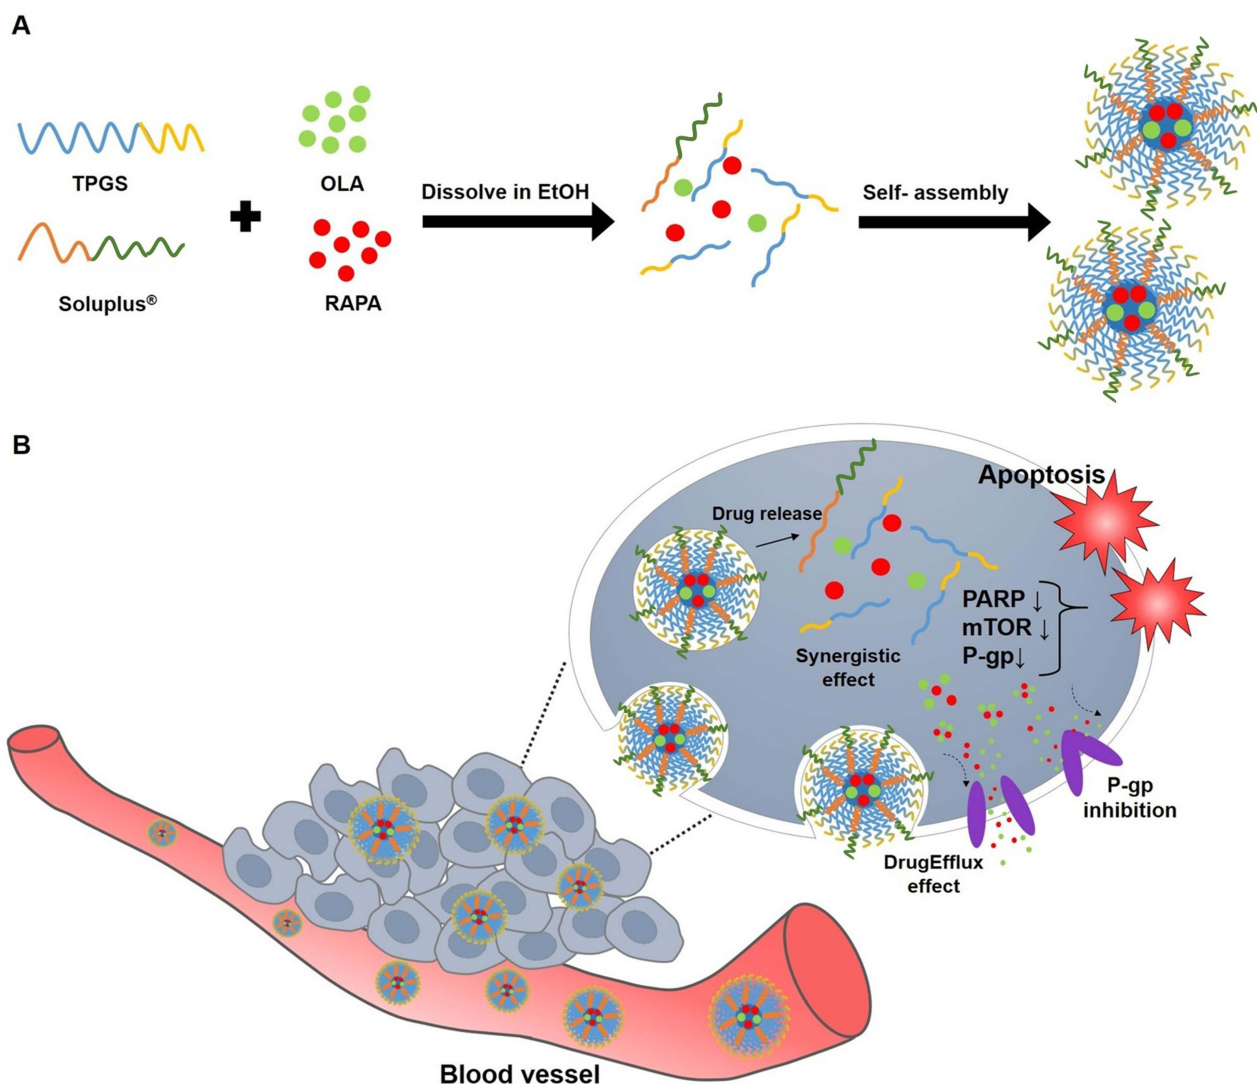 A
TPGS
OLA
Dissolve in EtOH
Self- assembly
Soluplus®
RAPA
B
Apoptosis
Drug release
PARP ↓
mTOR ↓
P-gp↓
Synergistic
effect
P-gp
inhibition
DrugEfflux
effect
Blood vessel